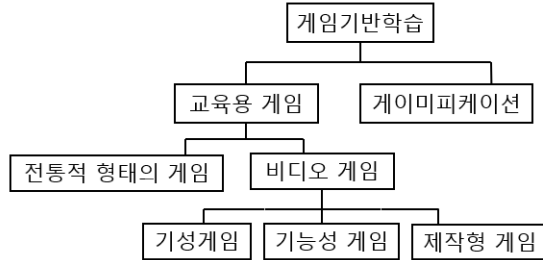 게임기반학습
교육용 게임
게이미피케이션
전통적 형태의 게임
비디오 게임
기성게임
기능성 게임
제작형 게임